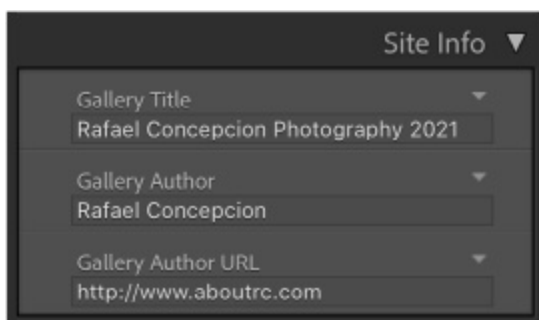 Site Info
Gallery Title
Rafael Concepcion Photography 2021
Gallery Author
Rafael Concepcion
Gallery Author URL
http://www.aboutrc.com